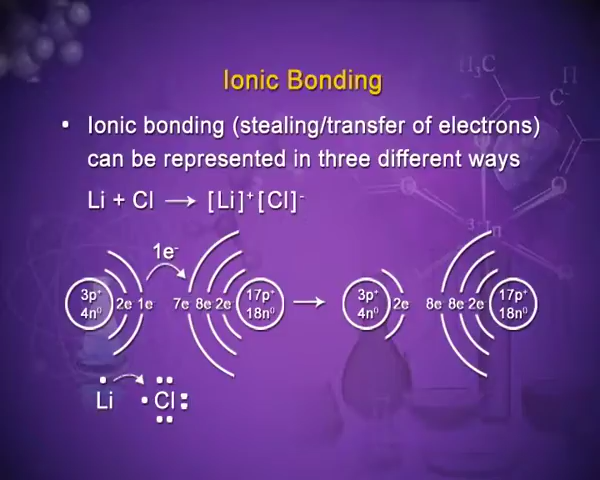 Ionic Bonding
• Ionic bonding (stealing/transfer of electrons)
can be represented in three different ways
Li + Cl → [Li]⁺[Cl]⁻
1e⁻
3p⁺ 2e 1e 7e 8e 2e 17p⁺ → 3p⁺ 2e 8e 8e 2e 17p⁺
4n⁰ 18n⁰ 4n⁰ 18n⁰
Li Cl
H₃C
H
C